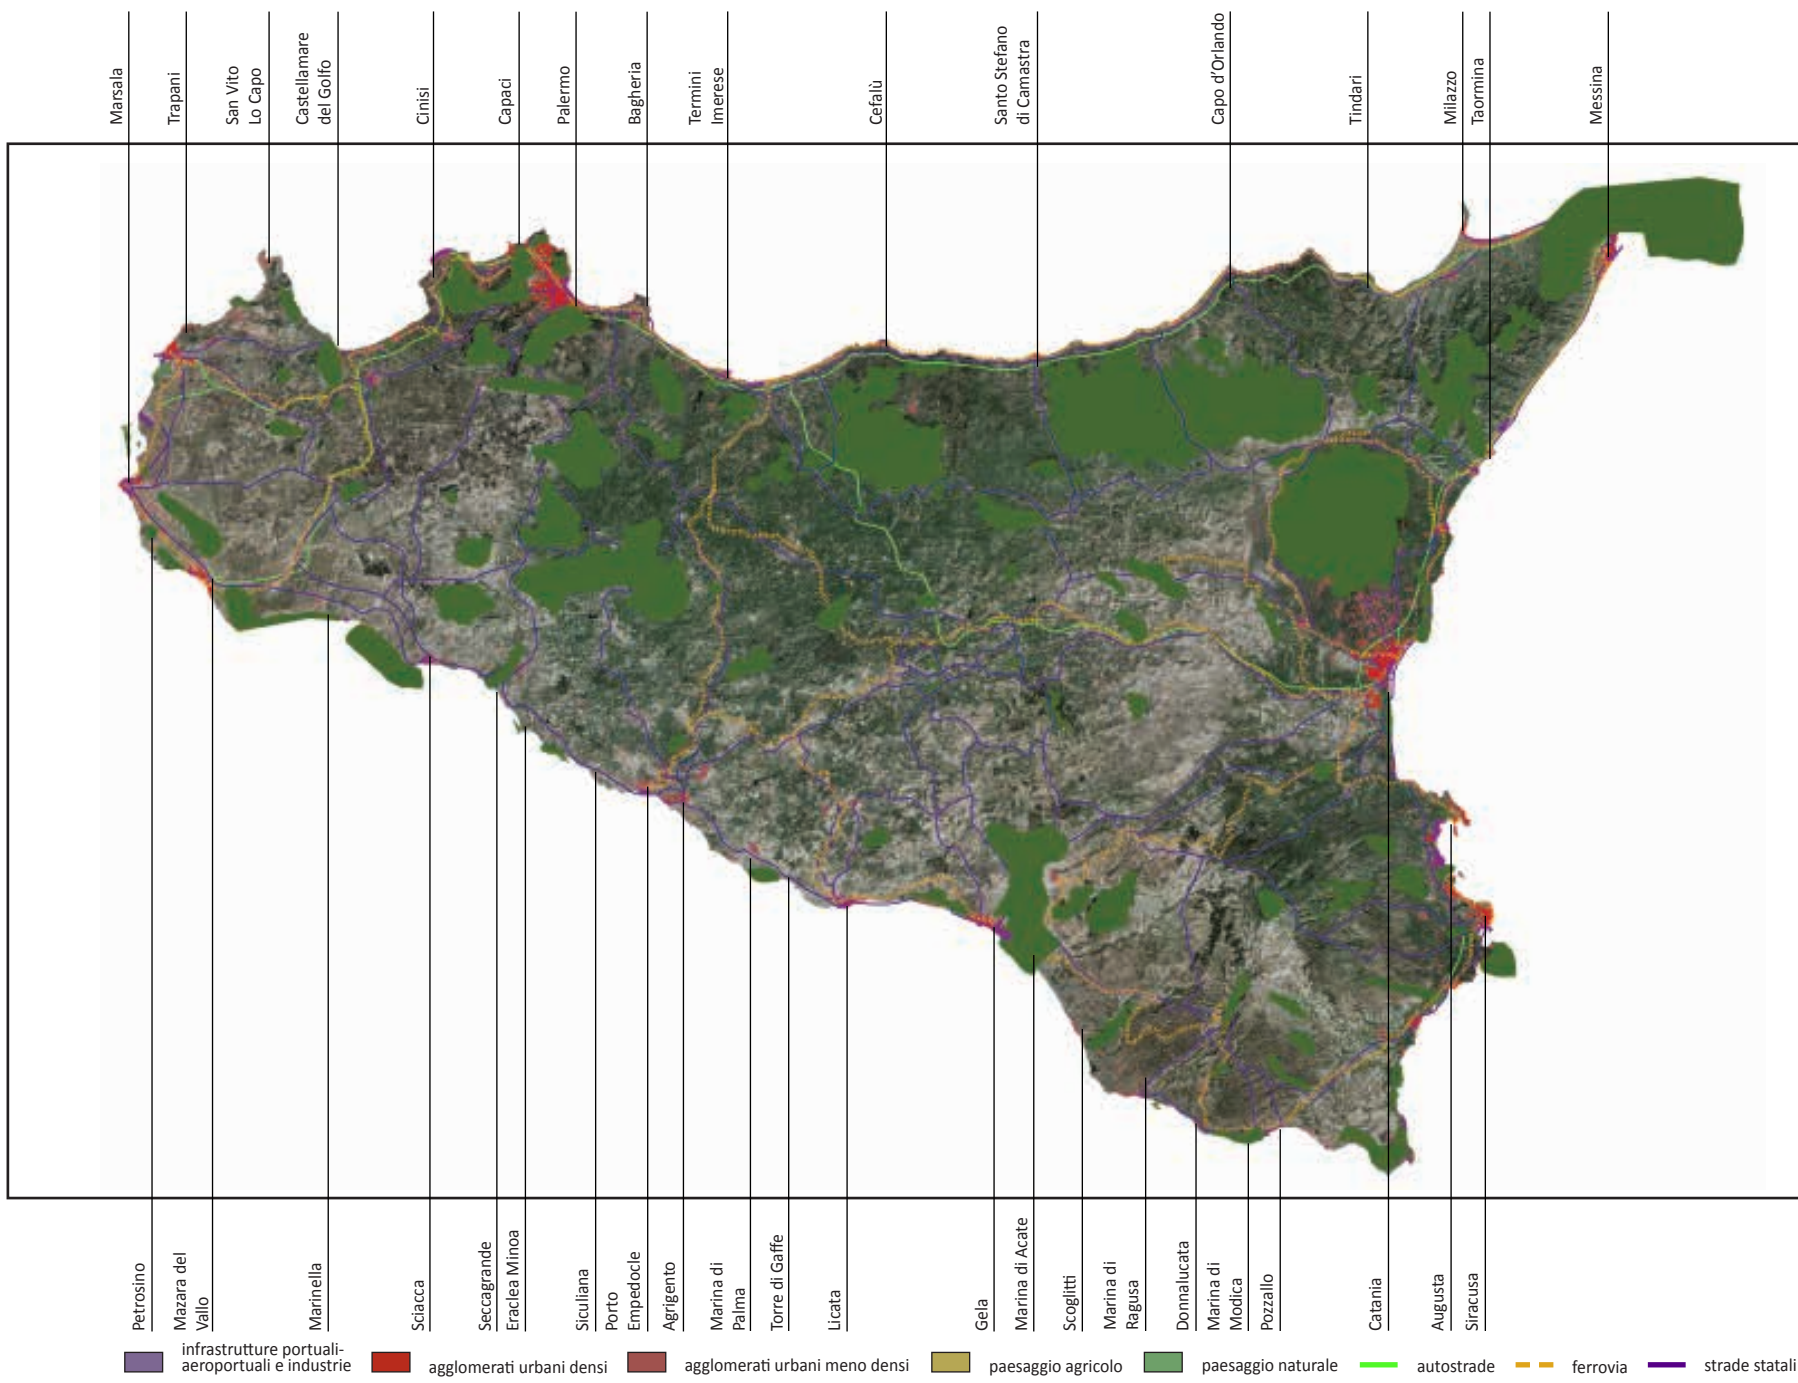 Marsala
Trapani
San Vito
Lo Capo
Castellamare
del Golfo
Cinisi
Capaci
Palermo
Bagheria
Termini
Imerese
Cefalù
Santo Stefano
di Camastra
Capo d'Orlando
Tindari
Milazzo
Taormina
Messina
Petrosino
Mazara del
Vallo
Marinella
Sciacca
Seccagrande
Eraclea Minoa
Siculiana
Porto
Empedocle
Agrigento
Marina di
Palma
Torre di Gaffe
Licata
Gela
Marina di Acate
Scoglitti
Marina di
Ragusa
Donnalucata
Marina di
Modica
Pozzallo
Catania
Augusta
Siracusa
infrastrutture portuali-
aeroportuali e industrie
agglomerati urbani densi
agglomerati urbani meno densi
paesaggio agricolo
paesaggio naturale
autostrade
ferrovia
strade statali